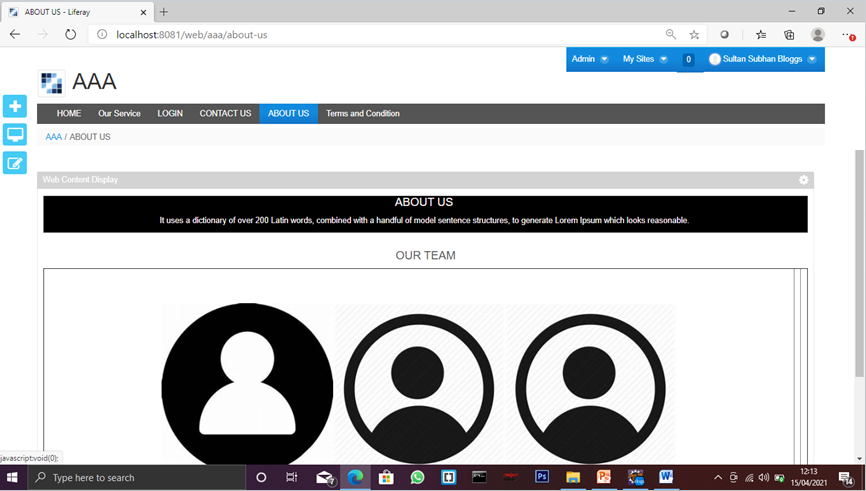 ABOUT US - Liferay
localhost:8081/web/aaa/about-us
Admin My Sites 0 Sultan Subhan Bloggs
AAA
HOME Our Service LOGIN CONTACT US ABOUT US Terms and Condition
AAA / ABOUT US
Web Content Display
ABOUT US
It uses a dictionary of over 200 Latin words, combined with a handful of model sentence structures, to generate Lorem Ipsum which looks reasonable.
OUR TEAM
javascript:void(0);
Type here to search
12:13
15/04/2021
14